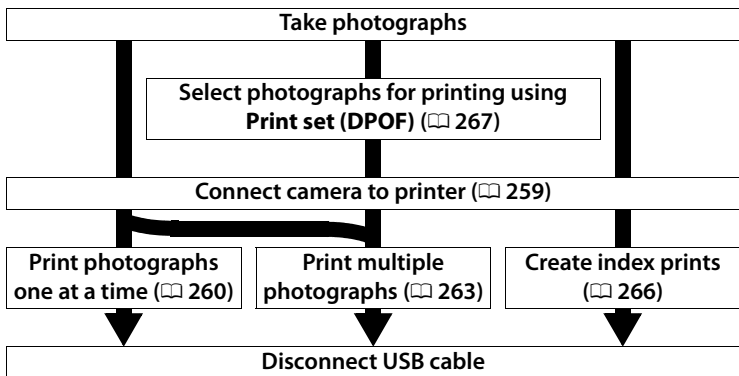 Take photographs
Select photographs for printing using
Print set (DPOF) (📖 267)
Connect camera to printer (📖 259)
Print photographs
one at a time (📖 260)
Print multiple
photographs (📖 263)
Create index prints
(📖 266)
Disconnect USB cable